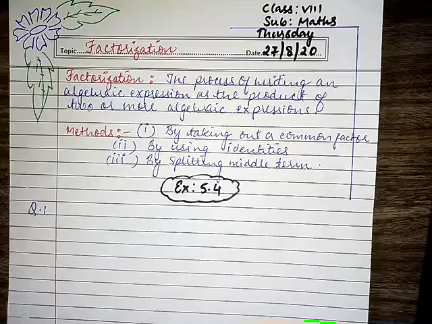 Class: VIII
Sub: Maths
Thursday
Topic Factorization Date 27/8/20
Factorization: The process of writing an
algebraic expression as the product of
two or more algebraic expressions
Methods:- (i) By taking out a common factor
(ii) By using identities
(iii) By splitting middle term.
Ex: 5.4
Q.1